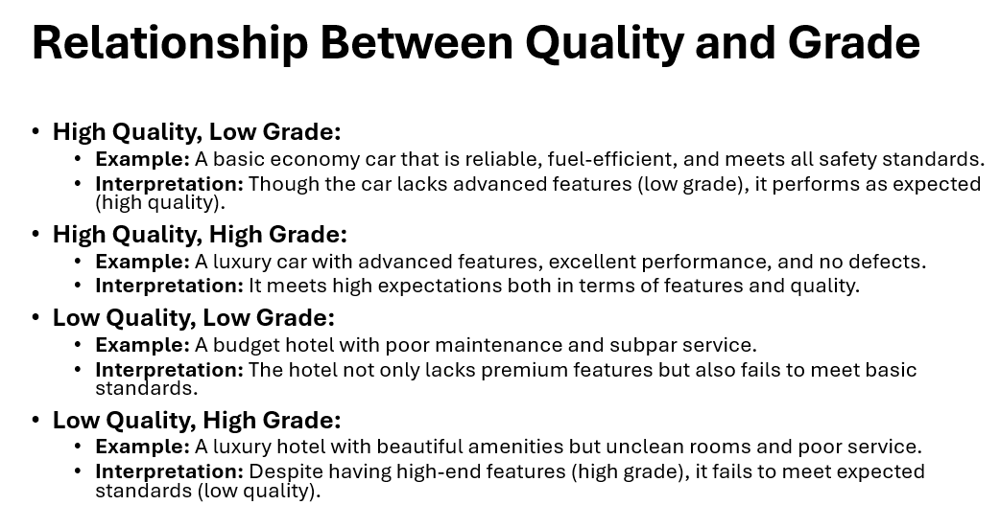 Relationship Between Quality and Grade
• High Quality, Low Grade:
• Example: A basic economy car that is reliable, fuel-efficient, and meets all safety standards.
• Interpretation: Though the car lacks advanced features (low grade), it performs as expected
(high quality).
• High Quality, High Grade:
• Example: A luxury car with advanced features, excellent performance, and no defects.
• Interpretation: It meets high expectations both in terms of features and quality.
• Low Quality, Low Grade:
• Example: A budget hotel with poor maintenance and subpar service.
• Interpretation: The hotel not only lacks premium features but also fails to meet basic
standards.
• Low Quality, High Grade:
• Example: A luxury hotel with beautiful amenities but unclean rooms and poor service.
• Interpretation: Despite having high-end features (high grade), it fails to meet expected
standards (low quality).